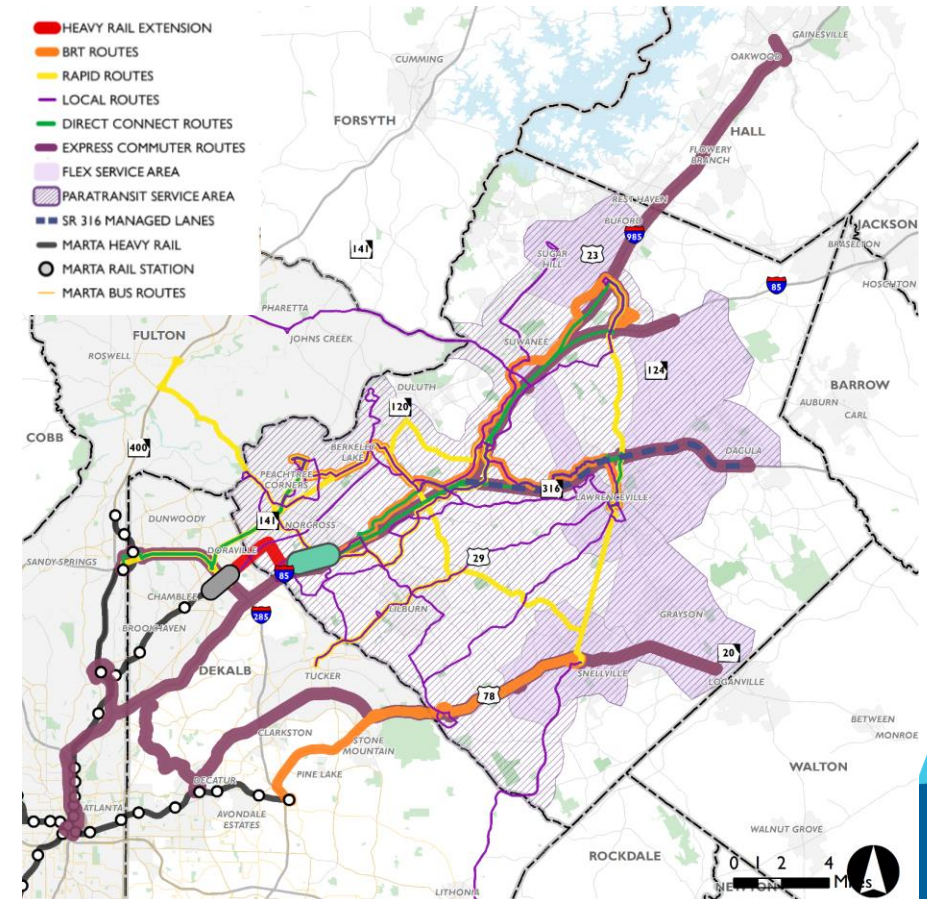 HEAVY RAIL EXTENSION
BRT ROUTES
RAPID ROUTES
LOCAL ROUTES
DIRECT CONNECT ROUTES
EXPRESS COMMUTER ROUTES
FLEX SERVICE AREA
PARATRANSIT SERVICE AREA
SR 316 MANAGED LANES
MARTA HEAVY RAIL
MARTA RAIL STATION
MARTA BUS ROUTES
GAINESVILLE
OAKWOOD
CUMMING
FORSYTH
HALL
FLOWERY
BRANCH
REST HAVEN
BUFORD
985
JACKSON
BRASELTON
HOSCHTON
141
23
SUGAR
HILL
85
PHARETTA
FULTON
JOHNS CREEK
SUWANEE
ROSWELL
124
DULUTH
BARROW
AUBURN
CARL
120
COBB
400
BERKELEY
LAKE
DACULA
PEACHTREE
CORNERS
316
LAWRENCEVILLE
141
NORCROSS
DUNWOODY
DORAVILLE
SANDY SPRINGS
29
85
CHAMBLEE
285
LILBURN
GRAYSON
BROOKHAVEN
20
DEKALB
TUCKER
SNELLVILLE
LOGANVILLE
78
CLARKSTON
STONE
MOUNTAIN
BETWEEN
MONROE
PINE LAKE
DECATUR
WALTON
ATLANTA
AVONDALE
ESTATES
WALNUT GROVE
ROCKDALE
0 1 2 4
Miles
LITHONIA